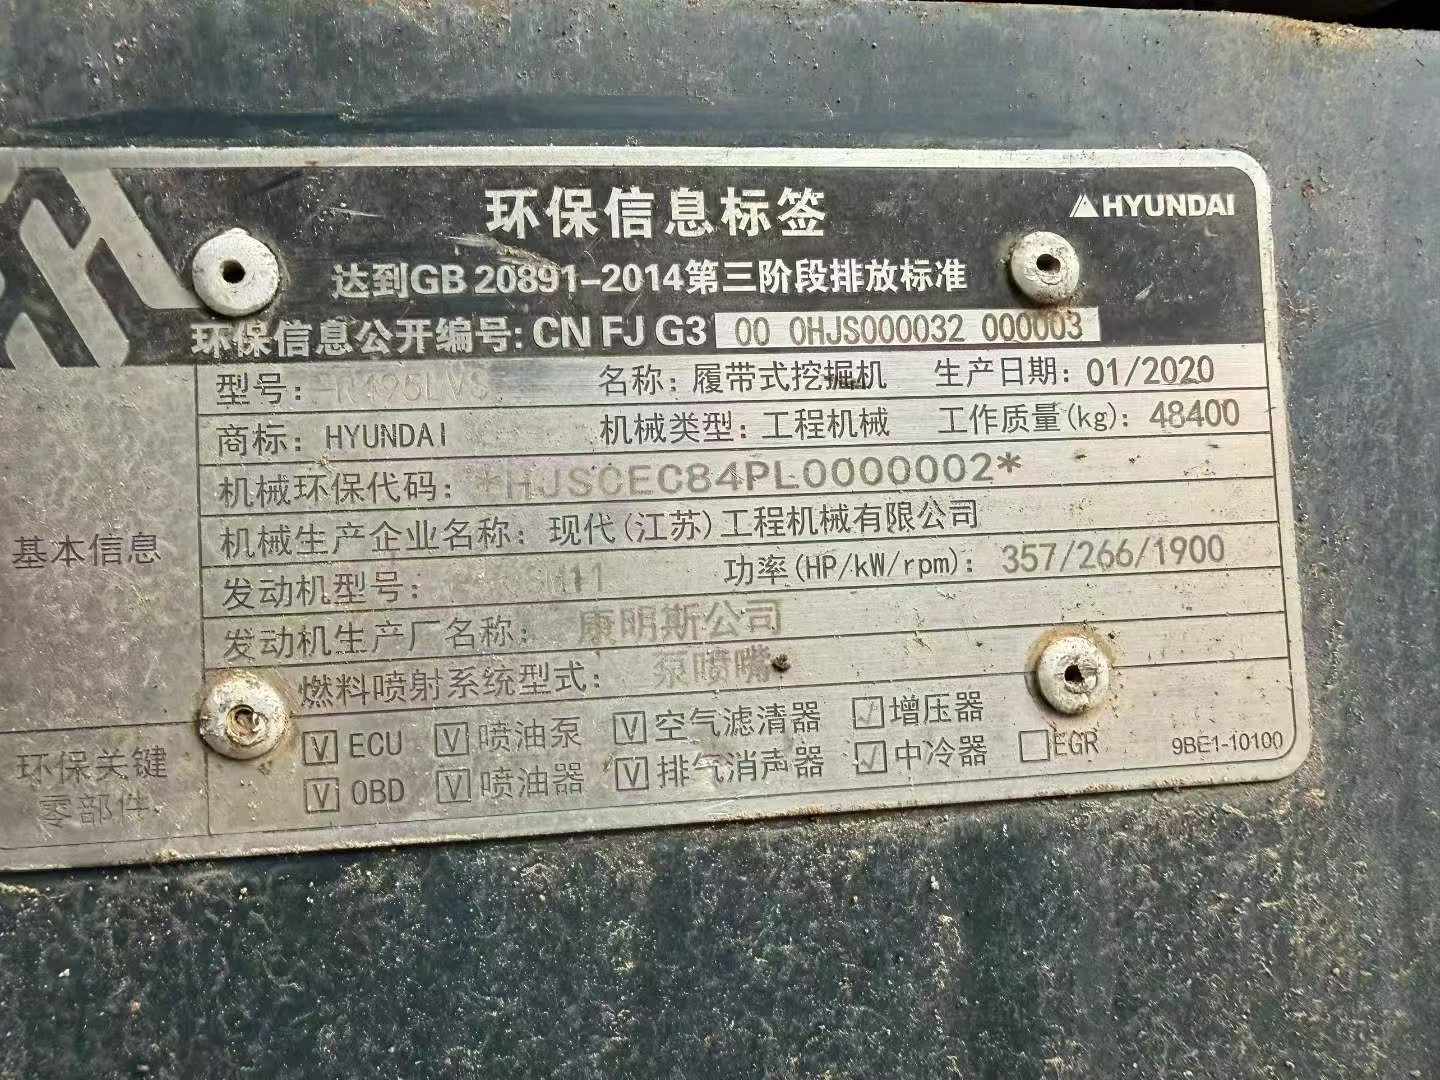 环保信息标签
HYUNDAI
达到GB 20891-2014第三阶段排放标准
环保信息公开编号: CN FJ G3 00 0HJS000032 000003
型号: 名称: 履带式挖掘机 生产日期: 01/2020
商标: HYUNDAI 机械类型: 工程机械 工作质量(kg): 48400
机械环保代码: *HJSCEC84PL0000002*
基本信息
机械生产企业名称: 现代(江苏)工程机械有限公司
发动机型号: 功率(HP/kW/rpm): 357/266/1900
发动机生产厂名称: 康明斯公司
燃料喷射系统型式: 泵喷嘴
环保关键零部件
V ECU V 喷油泵 V 空气滤清器 √ 增压器
V OBD V 喷油器 V 排气消声器 √ 中冷器 EGR
9BE1-10100